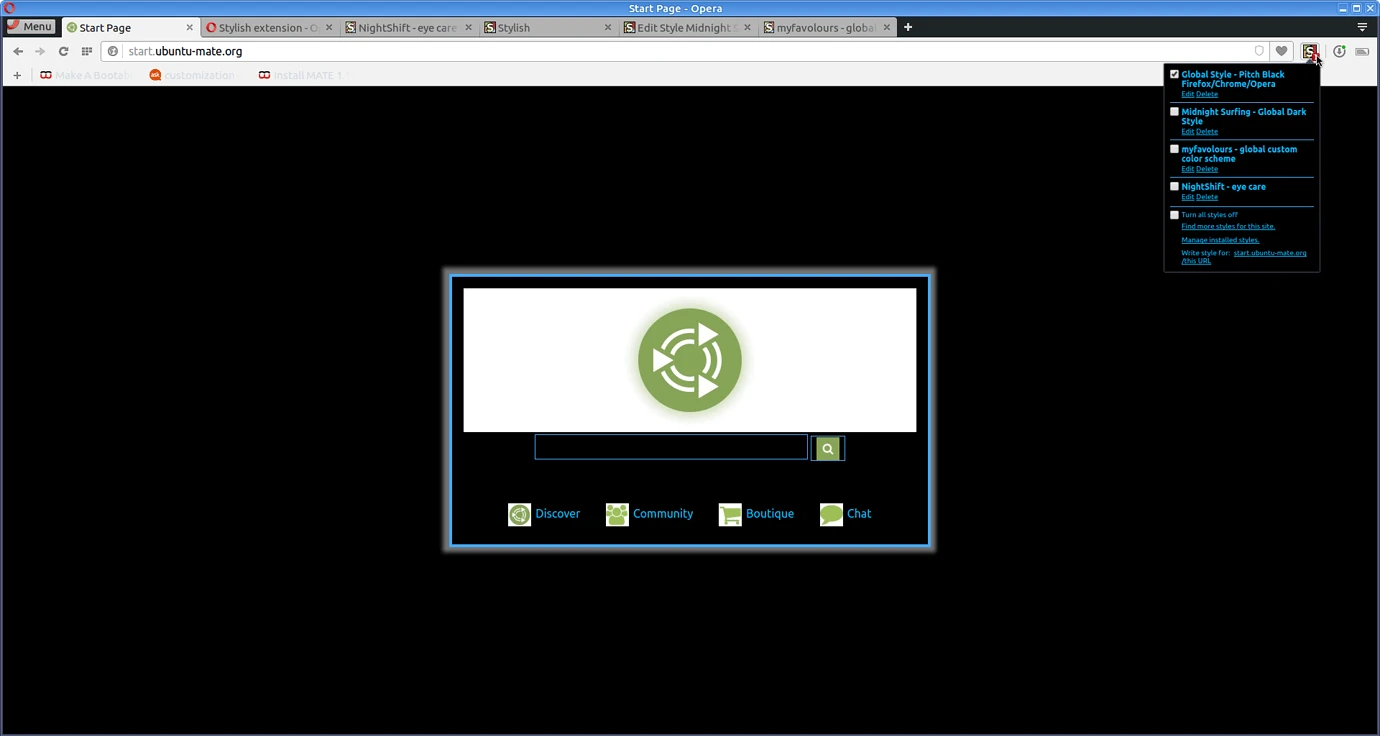 Start Page - Opera
Menu
Start Page
Stylish extension - O
NightShift - eye care
Stylish
Edit Style Midnight S
myfavolours - global
start.ubuntu-mate.org
Make A Bootab
customization
Install MATE 1.
Global Style - Pitch Black
Firefox/Chrome/Opera
Edit Delete
Midnight Surfing - Global Dark
Style
Edit Delete
myfavolours - global custom
color scheme
Edit Delete
NightShift - eye care
Edit Delete
Turn all styles off
Find more styles for this site.
Manage installed styles.
Write style for: start.ubuntu-mate.org
/this URL
Discover
Community
Boutique
Chat